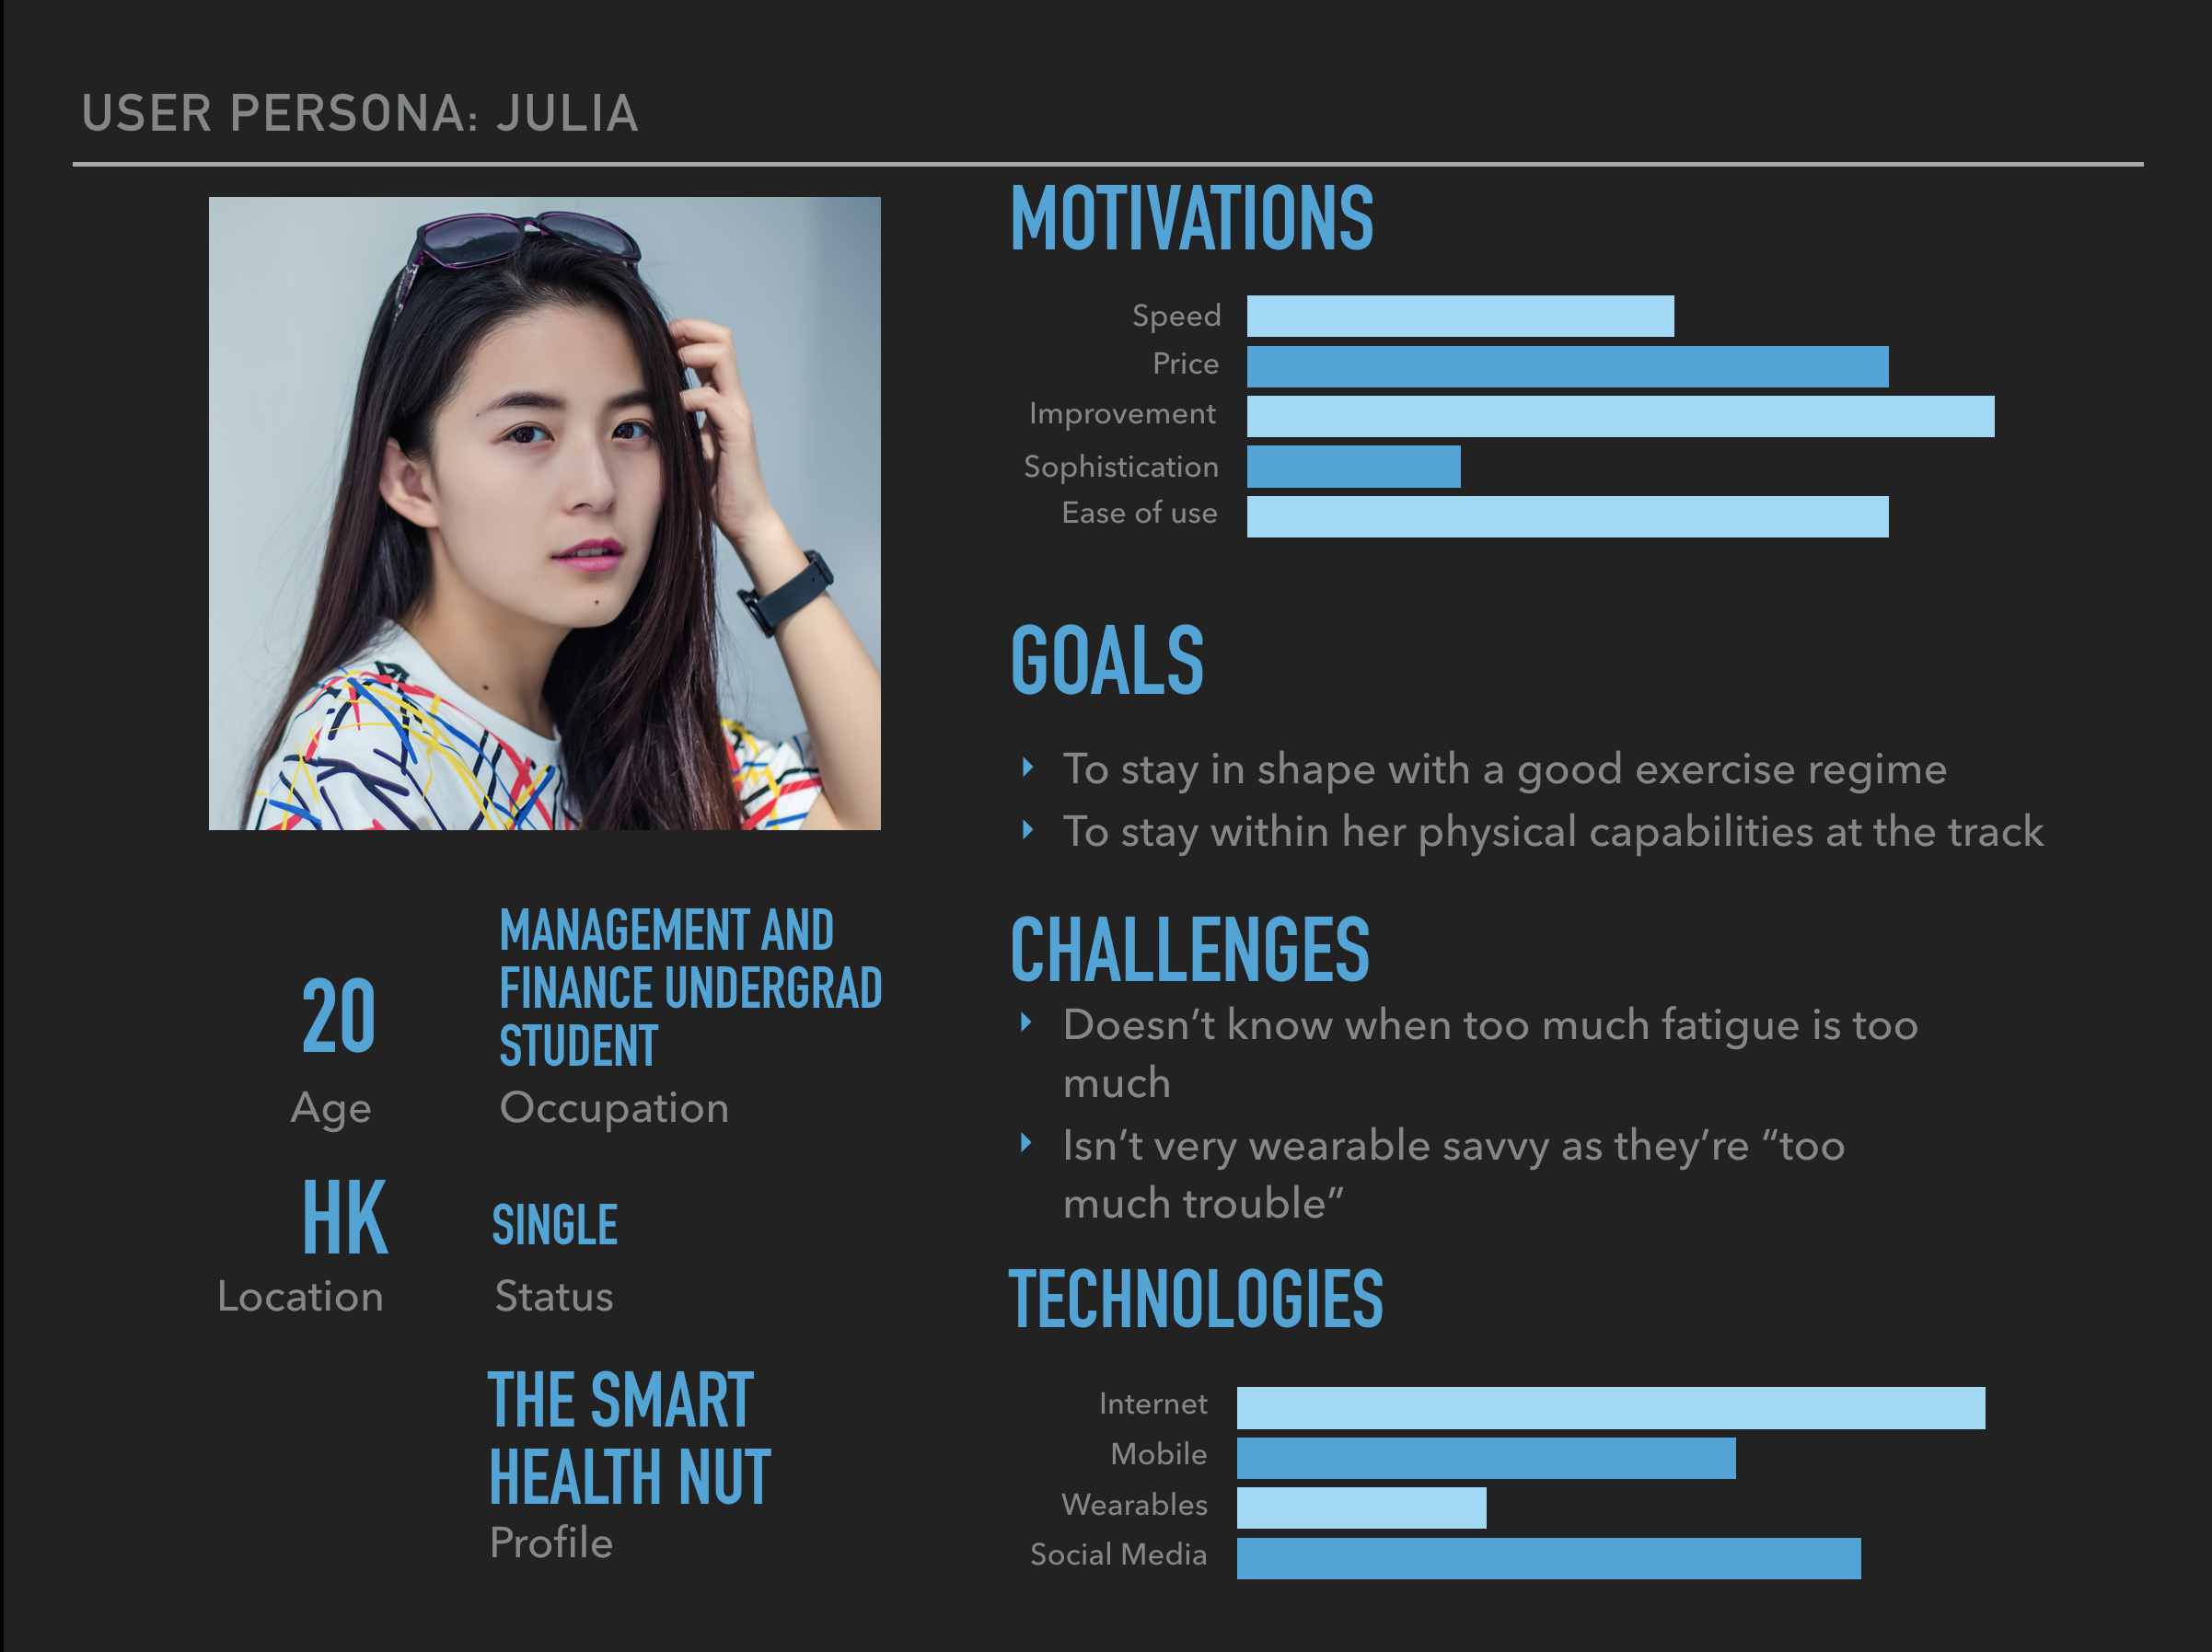 USER PERSONA: JULIA
MOTIVATIONS
Speed
Price
Improvement
Sophistication
Ease of use
GOALS
‣ To stay in shape with a good exercise regime
‣ To stay within her physical capabilities at the track
CHALLENGES
‣ Doesn’t know when too much fatigue is too
much
‣ Isn’t very wearable savvy as they’re “too
much trouble”
TECHNOLOGIES
Internet
Mobile
Wearables
Social Media
20
Age
MANAGEMENT AND
FINANCE UNDERGRAD
STUDENT
Occupation
HK
Location
SINGLE
Status
THE SMART
HEALTH NUT
Profile